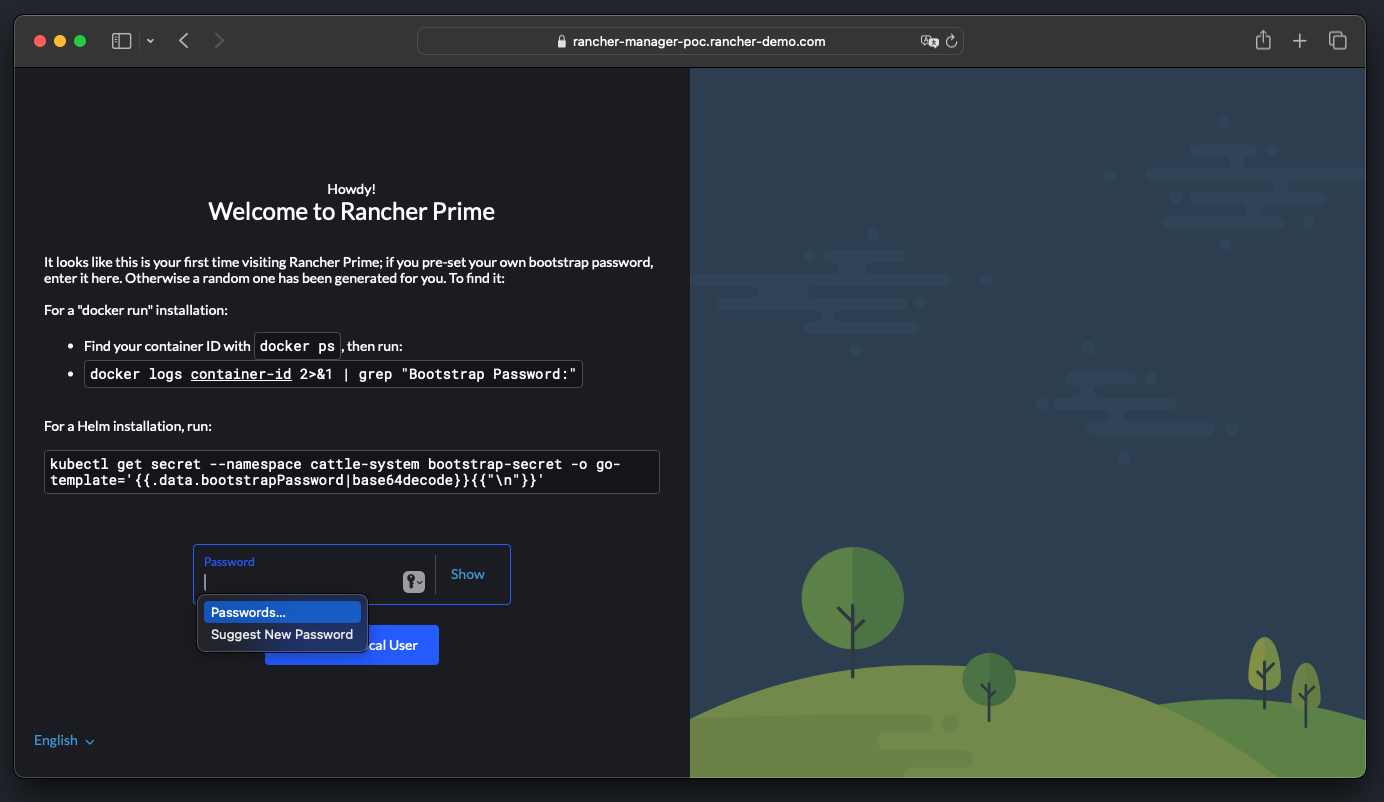 rancher-manager-poc.rancher-demo.com
Howdy!
Welcome to Rancher Prime
It looks like this is your first time visiting Rancher Prime; if you pre-set your own bootstrap password,
enter it here. Otherwise a random one has been generated for you. To find it:
For a "docker run" installation:
Find your container ID with docker ps, then run:
docker logs container-id 2>&1 | grep "Bootstrap Password:"
For a Helm installation, run:
kubectl get secret --namespace cattle-system bootstrap-secret -o go-
template='{{.data.bootstrapPassword|base64decode}}{{"\n"}}'
Password
Show
Passwords...
Suggest New Password
User
English